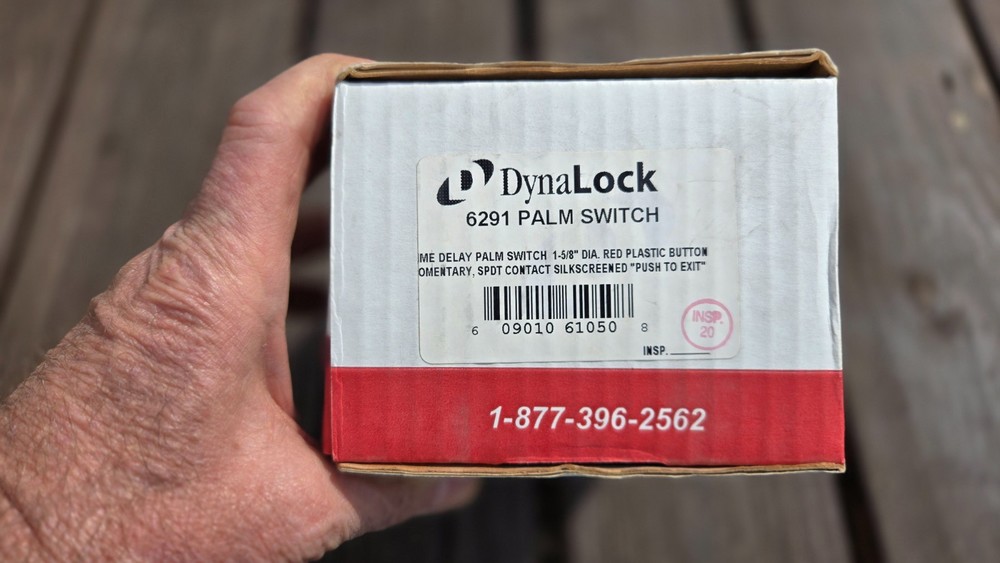 DynaLock
6291 PALM SWITCH
ME DELAY PALM SWITCH 1-5/8" DIA. RED PLASTIC BUTTON
OMENTARY, SPDT CONTACT SILKSCREENED "PUSH TO EXIT"
6 09010 61050 8
INSP.
20
INSP.
1-877-396-2562